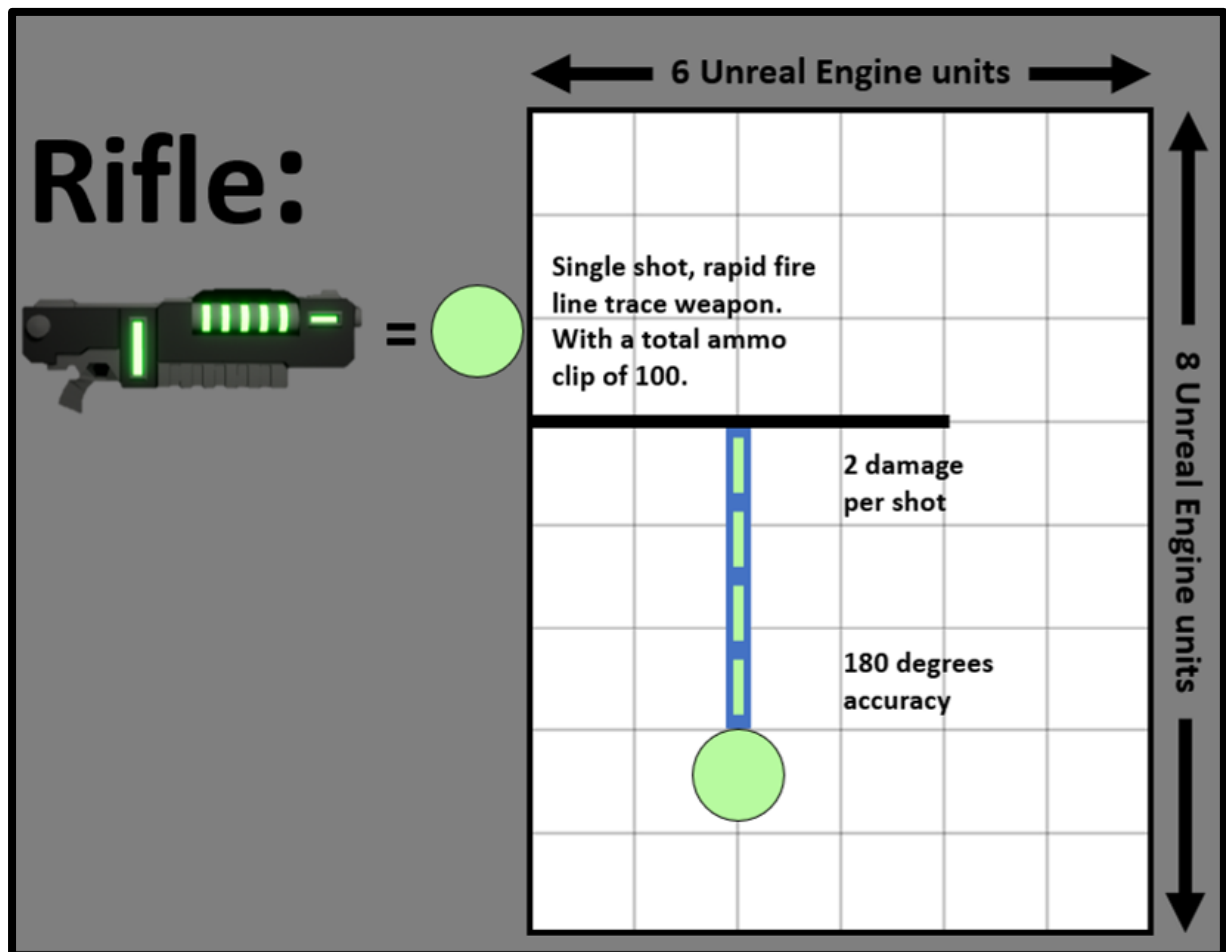 6 Unreal Engine units
Rifle:
=
Single shot, rapid fire
line trace weapon.
With a total ammo
clip of 100.
2 damage
per shot
180 degrees
accuracy
8 Unreal Engine units